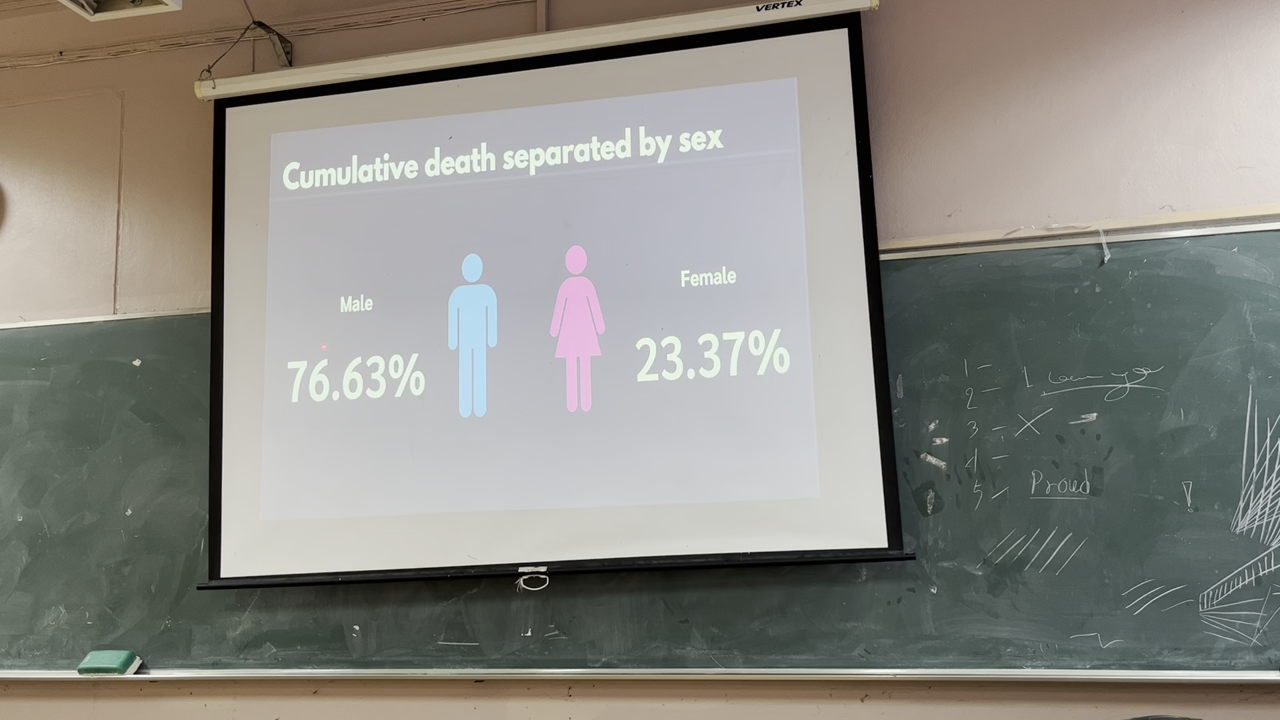 VERTEX
Cumulative death separated by sex
Male
Female
76.63%
23.37%
1 -
2 -
3 - X
4 -
5 - Proud
!